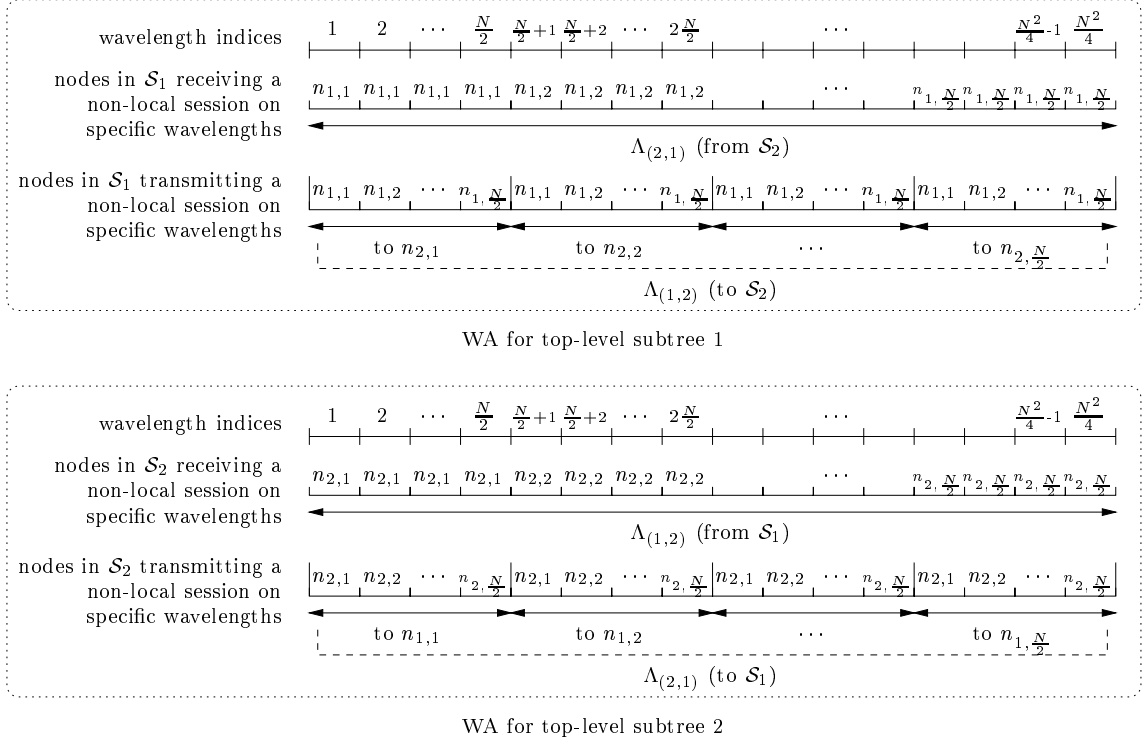 wavelength indices 1 2 ··· N/2 N/2+1 N/2+2 ··· 2N/2 ··· N²/4-1 N²/4
nodes in 𝒮₁ receiving a
non-local session on
specific wavelengths
n₁,₁ n₁,₁ n₁,₁ n₁,₁ n₁,₂ n₁,₂ n₁,₂ n₁,₂ ··· n₁,N/2 n₁,N/2 n₁,N/2 n₁,N/2
Λ₍₂,₁₎ (from 𝒮₂)
nodes in 𝒮₁ transmitting a
non-local session on
specific wavelengths
n₁,₁ n₁,₂ ··· n₁,N/2 n₁,₁ n₁,₂ ··· n₁,N/2 n₁,₁ n₁,₂ ··· n₁,N/2 n₁,₁ n₁,₂ ··· n₁,N/2
to n₂,₁ to n₂,₂ ··· to n₂,N/2
Λ₍₁,₂₎ (to 𝒮₂)
WA for top-level subtree 1
wavelength indices 1 2 ··· N/2 N/2+1 N/2+2 ··· 2N/2 ··· N²/4-1 N²/4
nodes in 𝒮₂ receiving a
non-local session on
specific wavelengths
n₂,₁ n₂,₁ n₂,₁ n₂,₁ n₂,₂ n₂,₂ n₂,₂ n₂,₂ ··· n₂,N/2 n₂,N/2 n₂,N/2 n₂,N/2
Λ₍₁,₂₎ (from 𝒮₁)
nodes in 𝒮₂ transmitting a
non-local session on
specific wavelengths
n₂,₁ n₂,₂ ··· n₂,N/2 n₂,₁ n₂,₂ ··· n₂,N/2 n₂,₁ n₂,₂ ··· n₂,N/2 n₂,₁ n₂,₂ ··· n₂,N/2
to n₁,₁ to n₁,₂ ··· to n₁,N/2
Λ₍₂,₁₎ (to 𝒮₁)
WA for top-level subtree 2